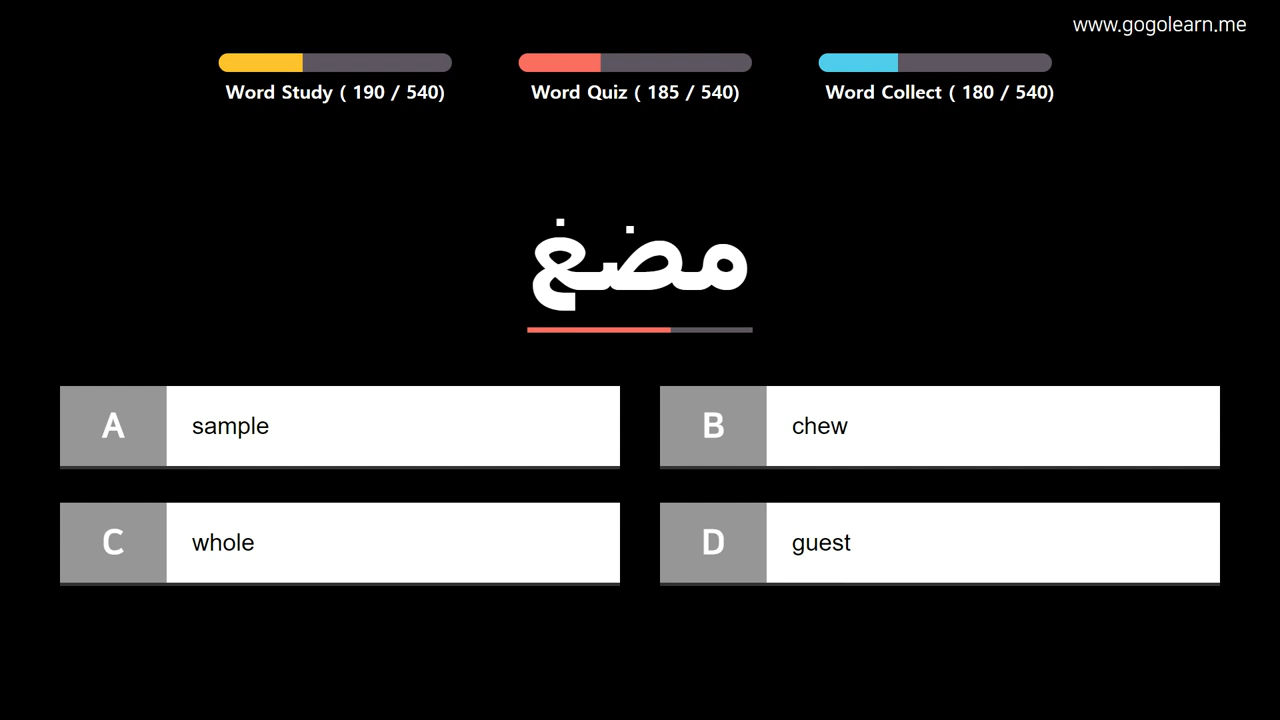 www.gogolearn.me
Word Study ( 190 / 540)
Word Quiz ( 185 / 540)
Word Collect ( 180 / 540)
مضغ
A sample
B chew
C whole
D guest